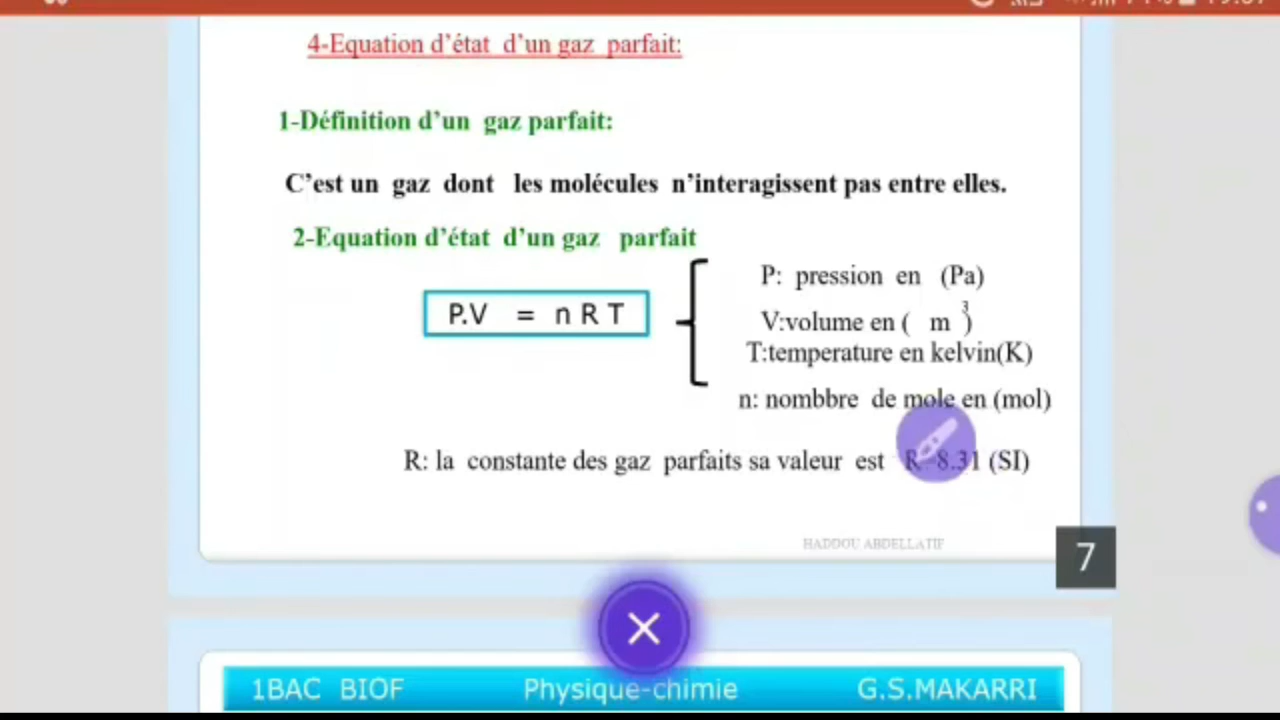 4-Equation d'état d'un gaz parfait:
1-Définition d'un gaz parfait:
C'est un gaz dont les molécules n'interagissent pas entre elles.
2-Equation d'état d'un gaz parfait
P.V = n R T
P: pression en (Pa)
V:volume en ( m³)
T:temperature en kelvin(K)
n: nombbre de mole en (mol)
R: la constante des gaz parfaits sa valeur est R=8.31 (SI)
HADDOU ABDELLATIF
7
1BAC BIOF Physique-chimie G.S.MAKARRI